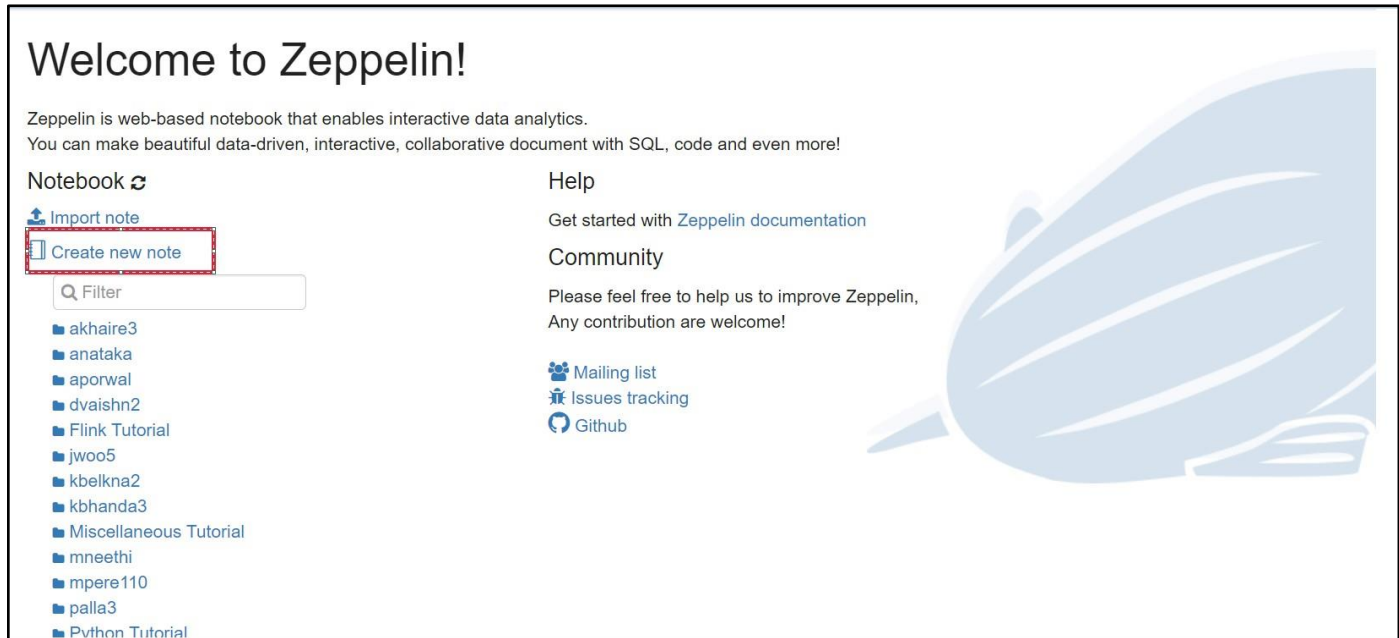 Welcome to Zeppelin!
Zeppelin is web-based notebook that enables interactive data analytics.
You can make beautiful data-driven, interactive, collaborative document with SQL, code and even more!
Notebook
Import note
Create new note
Filter
akhaire3
anataka
aporwal
dvaishn2
Flink Tutorial
jwoo5
kbelkna2
kbhanda3
Miscellaneous Tutorial
mneethi
mpere110
palla3
Python Tutorial
Help
Get started with Zeppelin documentation
Community
Please feel free to help us to improve Zeppelin,
Any contribution are welcome!
Mailing list
Issues tracking
Github